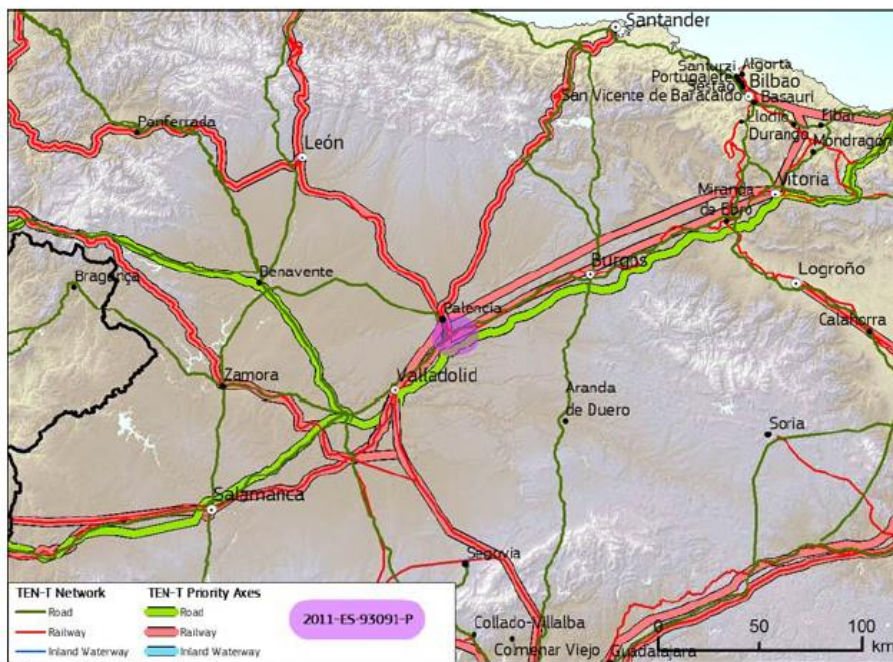 Santander
Algorta
Santurzi
Portugalete
Bilbao
Sestao
San Vicente de Baracaldo
Basauri
Llodio
Eibar
Durango
Mondragón
Ponferrada
León
Vitoria
Miranda
de Ebro
Burgos
Logroño
Bragança
Benavente
Palencia
Calahorra
Zamora
Valladolid
Aranda
de Duero
Soria
Salamanca
Segovia
Collado-Villalba
Colmenar Viejo
Guadalajara
0 50 100
km
TEN-T Network
Road
Railway
Inland Waterway
TEN-T Priority Axes
Road
Railway
Inland Waterway
2011-ES-93091-P